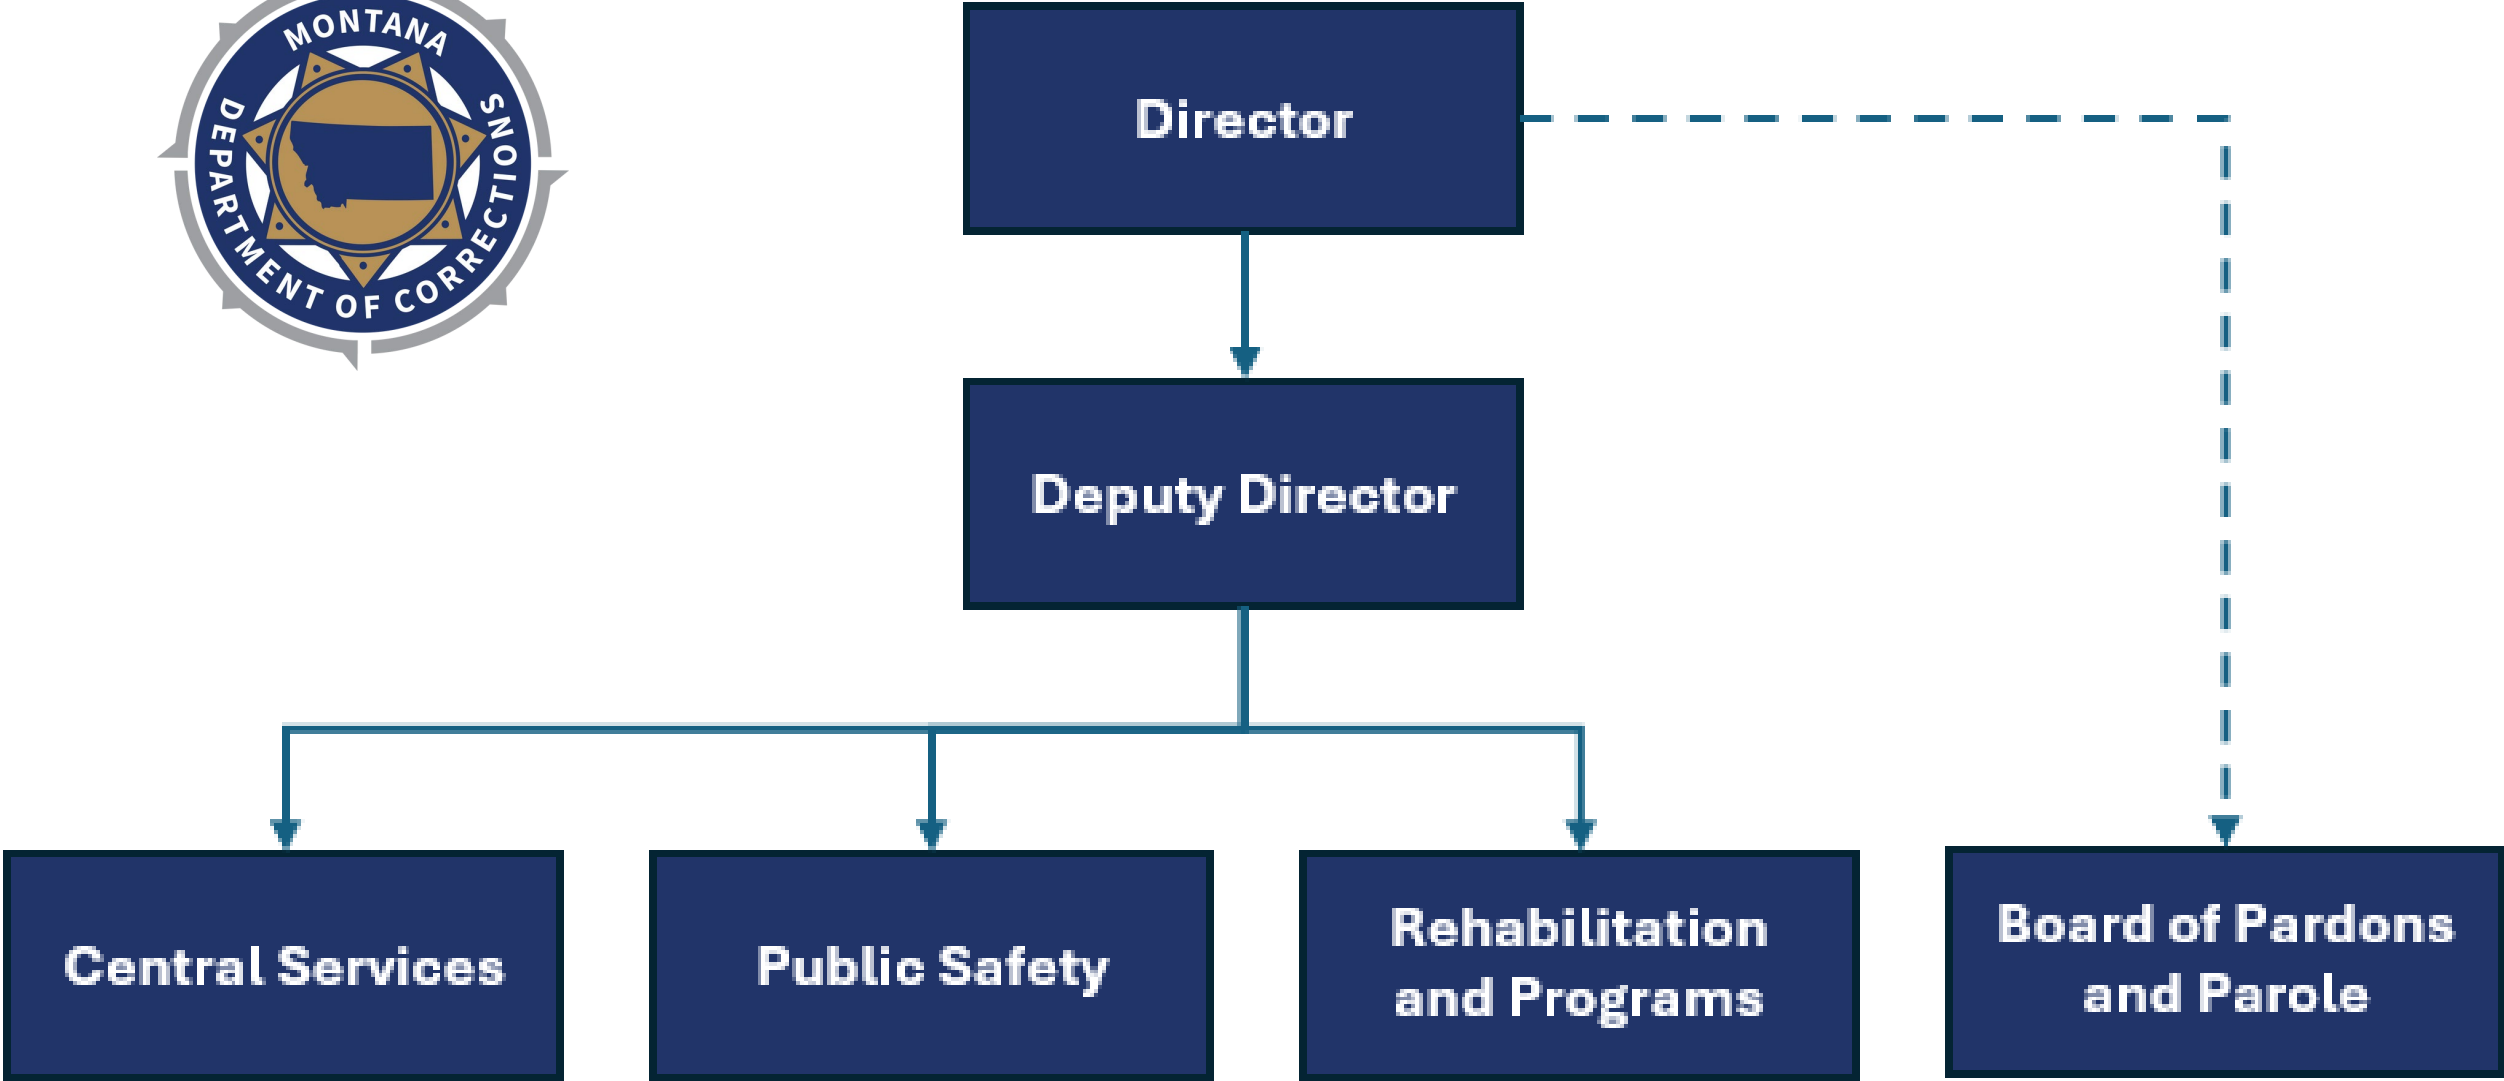 MONTANA
DEPARTMENT OF CORRECTIONS
Director
Deputy Director
Central Services
Public Safety
Rehabilitation
and Programs
Board of Pardons
and Parole